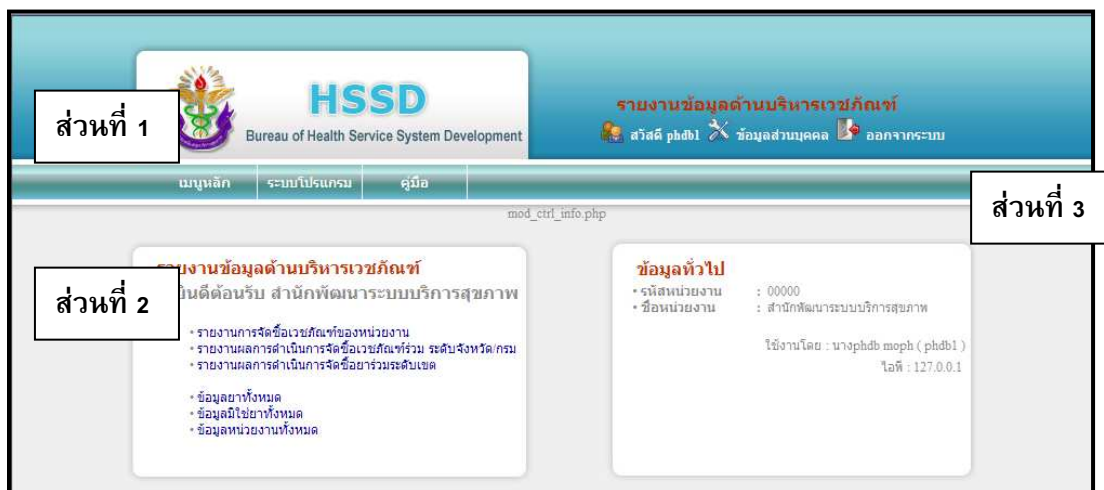 HSSD
Bureau of Health Service System Development
ส่วนที่ 1
รายงานข้อมูลด้านบริหารเวชภัณฑ์
สวัสดี phdb1 ข้อมูลส่วนบุคคล ออกจากระบบ
เมนูหลัก ระบบโปรแกรม คู่มือ
ส่วนที่ 3
mod_ctrl_info.php
ส่วนที่ 2
รายงานข้อมูลด้านบริหารเวชภัณฑ์
ยินดีต้อนรับ สำนักพัฒนาระบบบริการสุขภาพ
• รายงานการจัดซื้อเวชภัณฑ์ของหน่วยงาน
• รายงานผลการดำเนินการจัดซื้อเวชภัณฑ์ร่วม ระดับจังหวัด/กรม
• รายงานผลการดำเนินการจัดซื้อยาร่วมระดับเขต
• ข้อมูลยาทั้งหมด
• ข้อมูลมิใช่ยาทั้งหมด
• ข้อมูลหน่วยงานทั้งหมด
ข้อมูลทั่วไป
• รหัสหน่วยงาน : 00000
• ชื่อหน่วยงาน : สำนักพัฒนาระบบบริการสุขภาพ
ใช้งานโดย : นางphdb moph ( phdb1 )
ไอพี : 127.0.0.1